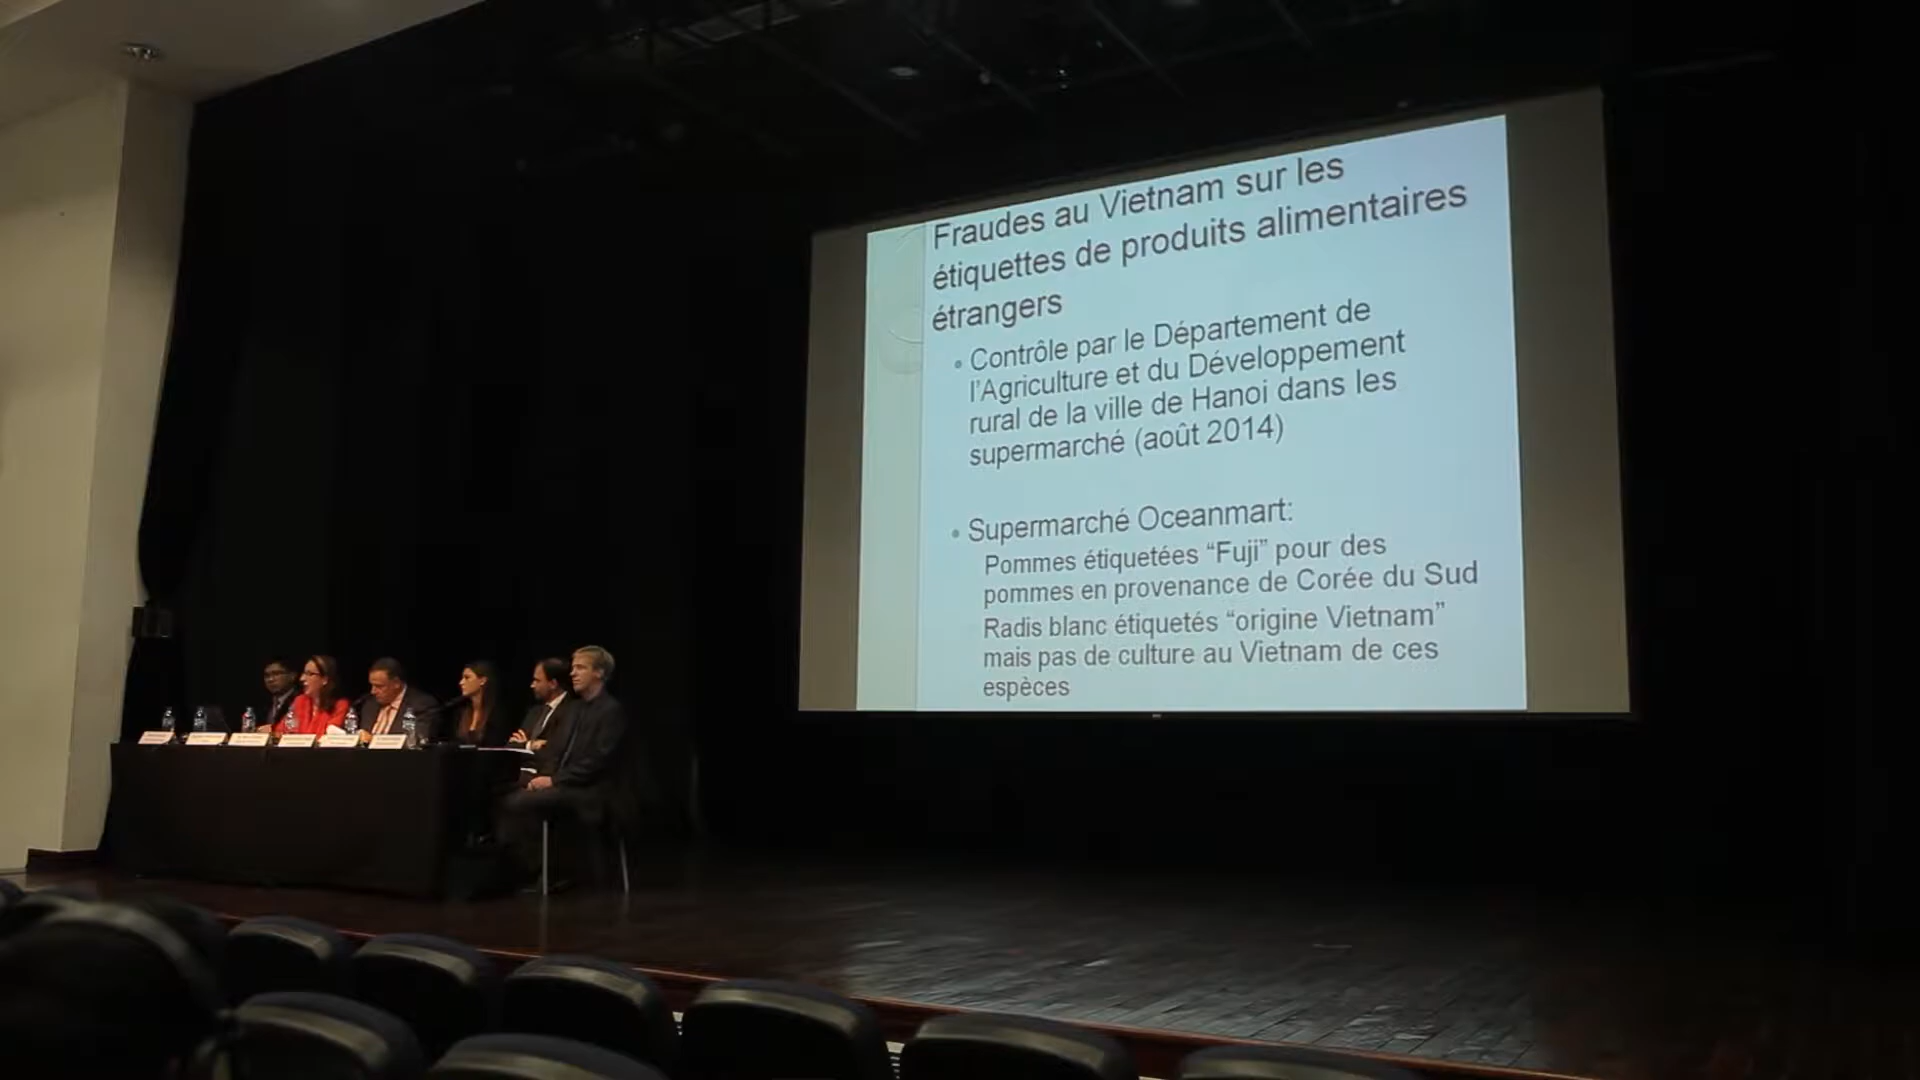 Fraudes au Vietnam sur les
étiquettes de produits alimentaires
étrangers
• Contrôle par le Département de
l'Agriculture et du Développement
rural de la ville de Hanoi dans les
supermarché (août 2014)
• Supermarché Oceanmart:
Pommes étiquetées “Fuji” pour des
pommes en provenance de Corée du Sud
Radis blanc étiquetés “origine Vietnam”
mais pas de culture au Vietnam de ces
espèces